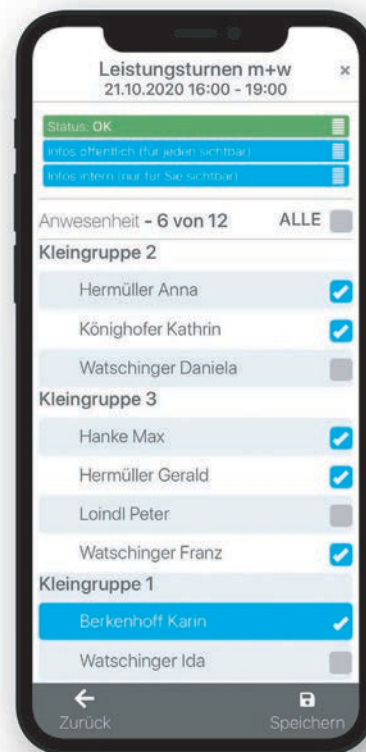 Leistungsturnen m+w ×
21.10.2020 16:00 - 19:00
Status: OK
Infos öffentlich (für jeden sichtbar)
Infos intern (nur für Sie sichtbar)
Anwesenheit - 6 von 12 ALLE
Kleingruppe 2
Hermüller Anna
Könighofer Kathrin
Watschinger Daniela
Kleingruppe 3
Hanke Max
Hermüller Gerald
Loindl Peter
Watschinger Franz
Kleingruppe 1
Berkenhoff Karin
Watschinger Ida
Zurück Speichern